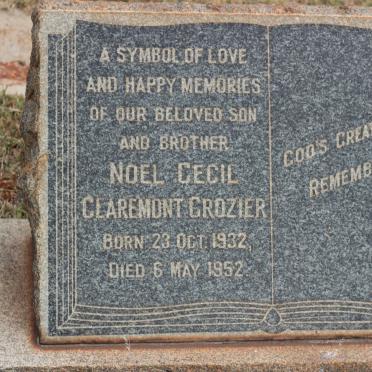 A SYMBOL OF LOVE
AND HAPPY MEMORIES
OF OUR BELOVED SON
AND BROTHER
NOEL CECIL
CLAREMONT CROZIER
BORN 23 OCT. 1932,
DIED 6 MAY 1952.
GOD'S